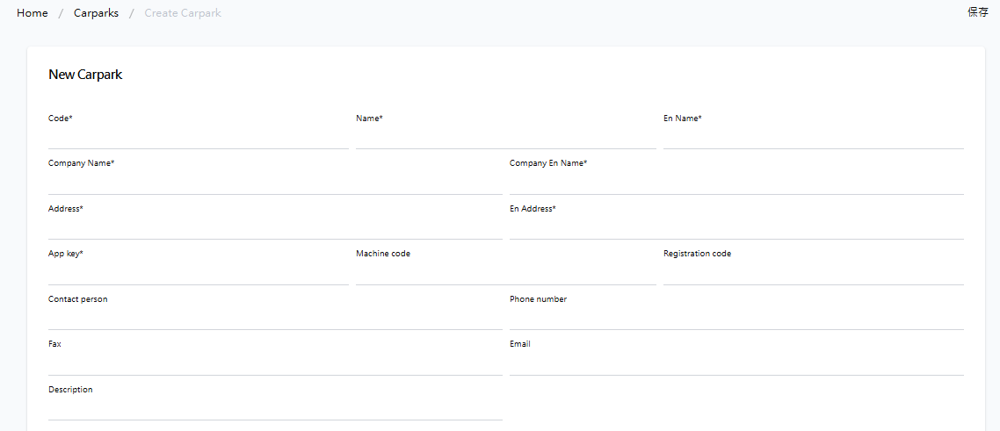 Home / Carparks / Create Carpark 保存
New Carpark
Code* Name* En Name*
Company Name* Company En Name*
Address* En Address*
App key* Machine code Registration code
Contact person Phone number
Fax Email
Description